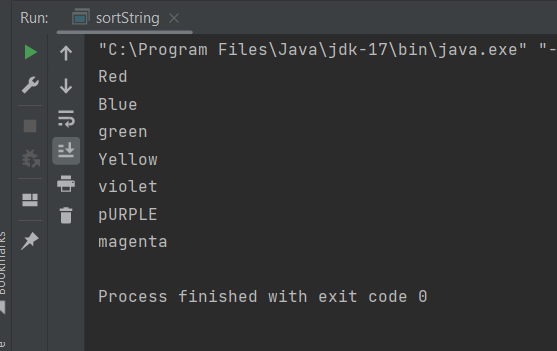 Run: sortString
"C:\Program Files\Java\jdk-17\bin\java.exe" "-
Red
Blue
green
Yellow
violet
pURPLE
magenta
Process finished with exit code 0
Bookmarks